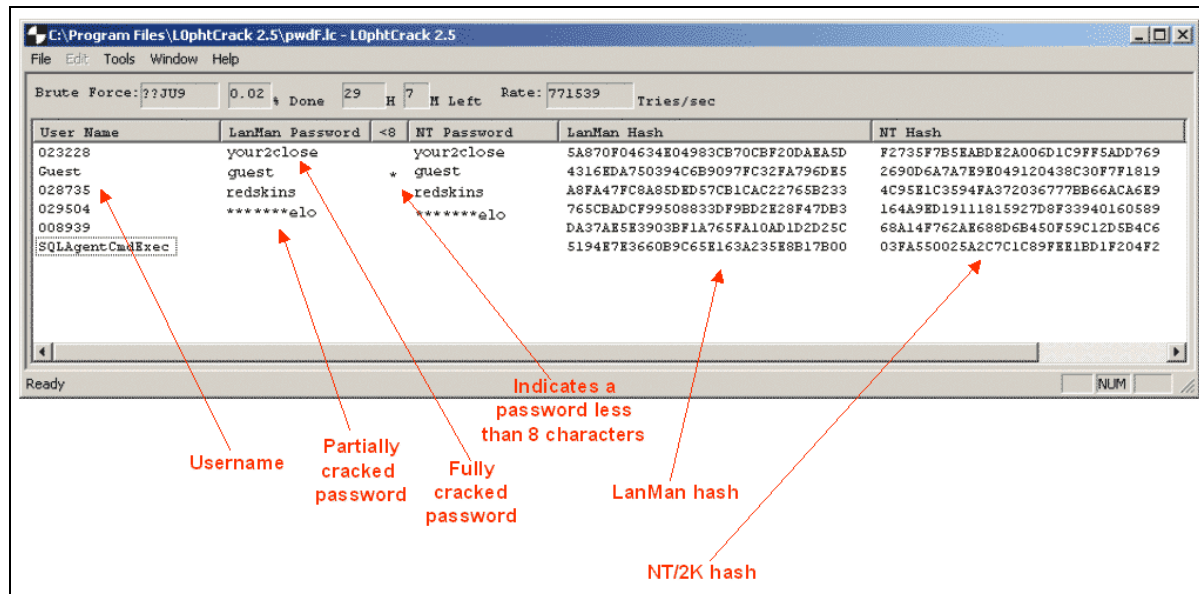 C:\Program Files\L0phtCrack 2.5\pwdF.lc - L0phtCrack 2.5
File Edit Tools Window Help
Brute Force: ??JU9 0.02 % Done 29 H 7 M Left Rate: 771539 Tries/sec
User Name LanMan Password <8 NT Password LanMan Hash NT Hash
023228 your2close your2close 5A870F04634E04983CB70CBF20DAEA5D F2735F7B5EABDE2A006D1C9FF5ADD769
Guest guest * guest 4316EDA750394C6B9097FC32FA796DE5 2690D6A7A7E9E049120438C30F7F1819
028735 redskins redskins A8FA47FC8A85DED57CB1CAC22765B233 4C95E1C3594FA372036777BB66ACA6E9
029504 *******elo *******elo 765CBADCF99508833DF9BD2E28F47DB3 164A9ED19111815927D8F33940160589
008939 DA37AE5E3903BF1A765FA10AD1D2D25C 68A14F762AE688D6B450F59C12D5B4C6
SQLAgentCmdExec 5194E7E3660B9C65E163A235E8B17B00 03FA550025A2C7C1C89FEE1BD1F204F2
Ready NUM
Indicates a
password less
than 8 characters
Username
Partially
cracked
password
Fully
cracked
password
LanMan hash
NT/2K hash